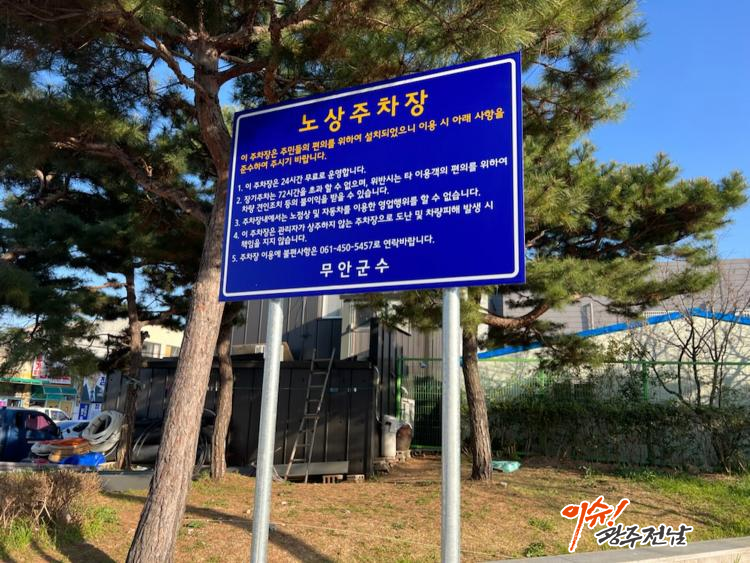 노상주차장
이 주차장은 주민들의 편의를 위하여 설치되었으니 이용 시 아래 사항을
준수하여 주시기 바랍니다.
1. 이 주차장은 24시간 무료로 운영합니다.
2. 장기주차는 72시간을 초과 할 수 없으며, 위반시는 타 이용객의 편의를 위하여
차량 견인조차 등의 불이익을 받을 수 있습니다.
3. 주차장내에서는 노점상 및 자동차를 이용한 영업행위를 할 수 없습니다.
4. 이 주차장은 관리자가 상주하지 않는 주차장으로 도난 및 차량피해 발생 시
책임을 지지 않습니다.
5. 주차장 이용에 불편사항은 061-450-5457로 연락바랍니다.
무안군수
이슈!
광주전남